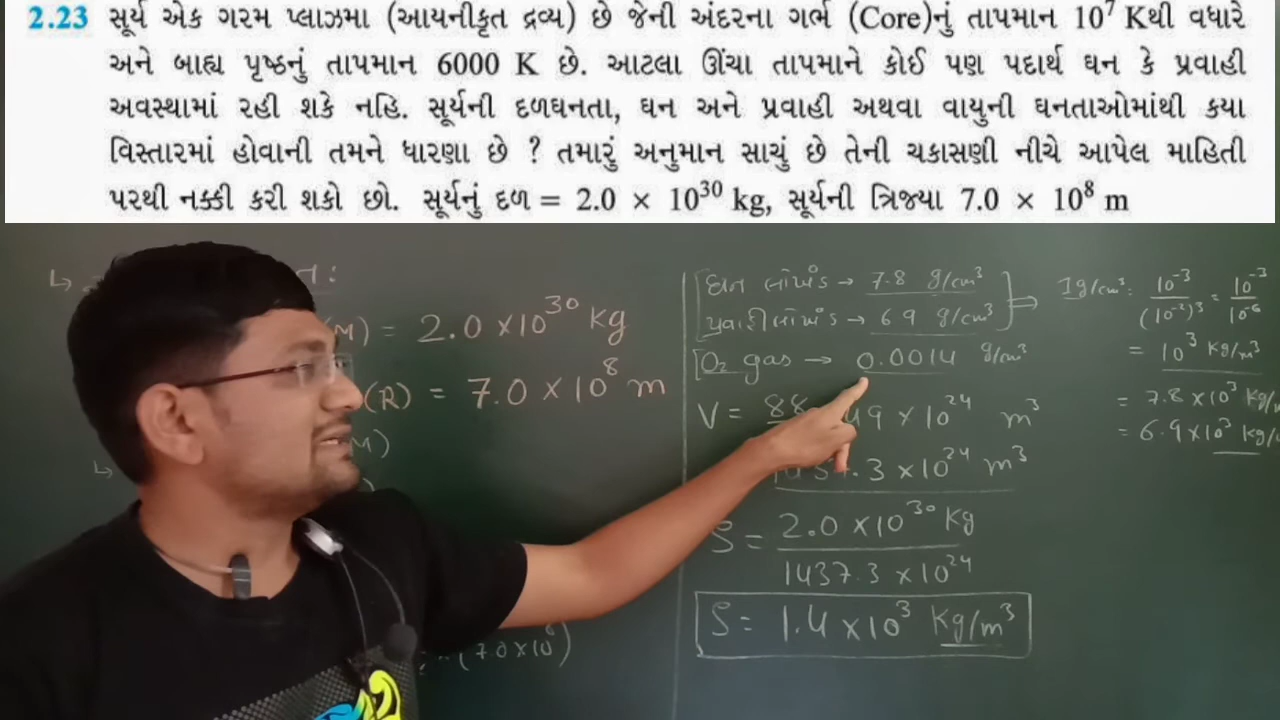 2.23 સૂર્ય એક ગરમ પ્લાઝમા (આયનીકૃત દ્રવ્ય) છે જેની અંદરના ગર્ભ (Core)નું તાપમાન 10⁷ Kથી વધારે
અને બાહ્ય પૃષ્ઠનું તાપમાન 6000 K છે. આટલા ઊંચા તાપમાને કોઈ પણ પદાર્થ ઘન કે પ્રવાહી
અવસ્થામાં રહી શકે નહિ. સૂર્યની દળઘનતા, ઘન અને પ્રવાહી અથવા વાયુની ઘનતાઓમાંથી કયા
વિસ્તારમાં હોવાની તમને ધારણા છે ? તમારું અનુમાન સાચું છે તેની ચકાસણી નીચે આપેલ માહિતી
પરથી નક્કી કરી શકો છો. સૂર્યનું દળ = 2.0 × 10³⁰ kg, સૂર્યની ત્રિજ્યા 7.0 × 10⁸ m
(M) = 2.0 × 10³⁰ kg
(R) = 7.0 × 10⁸ m
(7.0 × 10⁸)
ઘન લોખંડ → 7.8 g/cm³
પ્રવાહી લોખંડ → 6.9 g/cm³
[O₂ gas → 0.0014 g/cm³
V = 88 49 × 10²⁴ m³
.3 × 10²⁴ m³
S = 2.0 × 10³⁰ Kg
1437.3 × 10²⁴
S = 1.4 × 10³ Kg/m³
1g/cm³ : 10⁻³ / (10⁻²)³ = 10⁻³ / 10⁻⁶
= 10³ Kg/m³
= 7.8 × 10³ Kg/
= 6.9 × 10³ Kg/